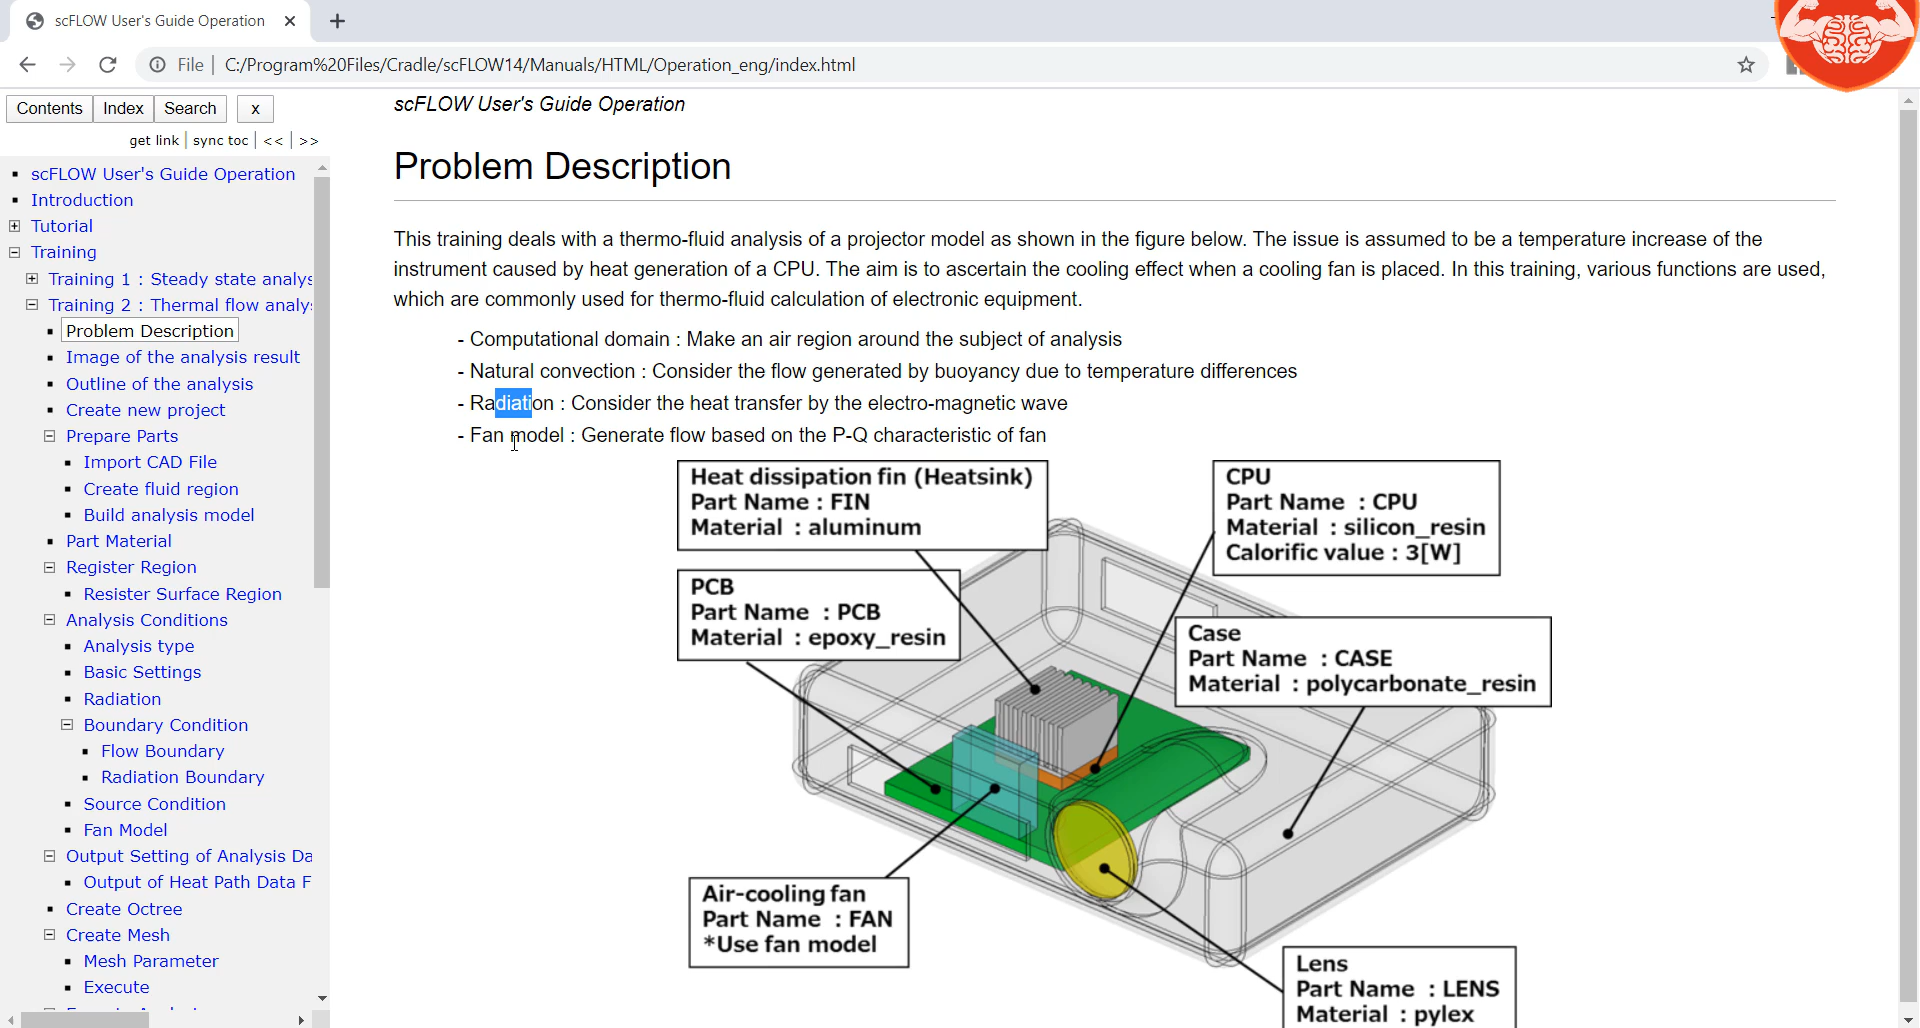 scFLOW User's Guide Operation
File
C:/Program%20Files/Cradle/scFLOW14/Manuals/HTML/Operation_eng/index.html
Contents Index Search x
get link sync toc << >>
scFLOW User's Guide Operation
Introduction
Tutorial
Training
Training 1 : Steady state analys
Training 2 : Thermal flow analy
Problem Description
Image of the analysis result
Outline of the analysis
Create new project
Prepare Parts
Import CAD File
Create fluid region
Build analysis model
Part Material
Register Region
Resister Surface Region
Analysis Conditions
Analysis type
Basic Settings
Radiation
Boundary Condition
Flow Boundary
Radiation Boundary
Source Condition
Fan Model
Output Setting of Analysis Da
Output of Heat Path Data F
Create Octree
Create Mesh
Mesh Parameter
Execute
scFLOW User's Guide Operation
Problem Description
This training deals with a thermo-fluid analysis of a projector model as shown in the figure below. The issue is assumed to be a temperature increase of the
instrument caused by heat generation of a CPU. The aim is to ascertain the cooling effect when a cooling fan is placed. In this training, various functions are used,
which are commonly used for thermo-fluid calculation of electronic equipment.
- Computational domain : Make an air region around the subject of analysis
- Natural convection : Consider the flow generated by buoyancy due to temperature differences
- Radiation : Consider the heat transfer by the electro-magnetic wave
- Fan model : Generate flow based on the P-Q characteristic of fan
Heat dissipation fin (Heatsink)
Part Name : FIN
Material : aluminum
CPU
Part Name : CPU
Material : silicon_resin
Calorific value : 3[W]
PCB
Part Name : PCB
Material : epoxy_resin
Case
Part Name : CASE
Material : polycarbonate_resin
Air-cooling fan
Part Name : FAN
*Use fan model
Lens
Part Name : LENS
Material : pylex